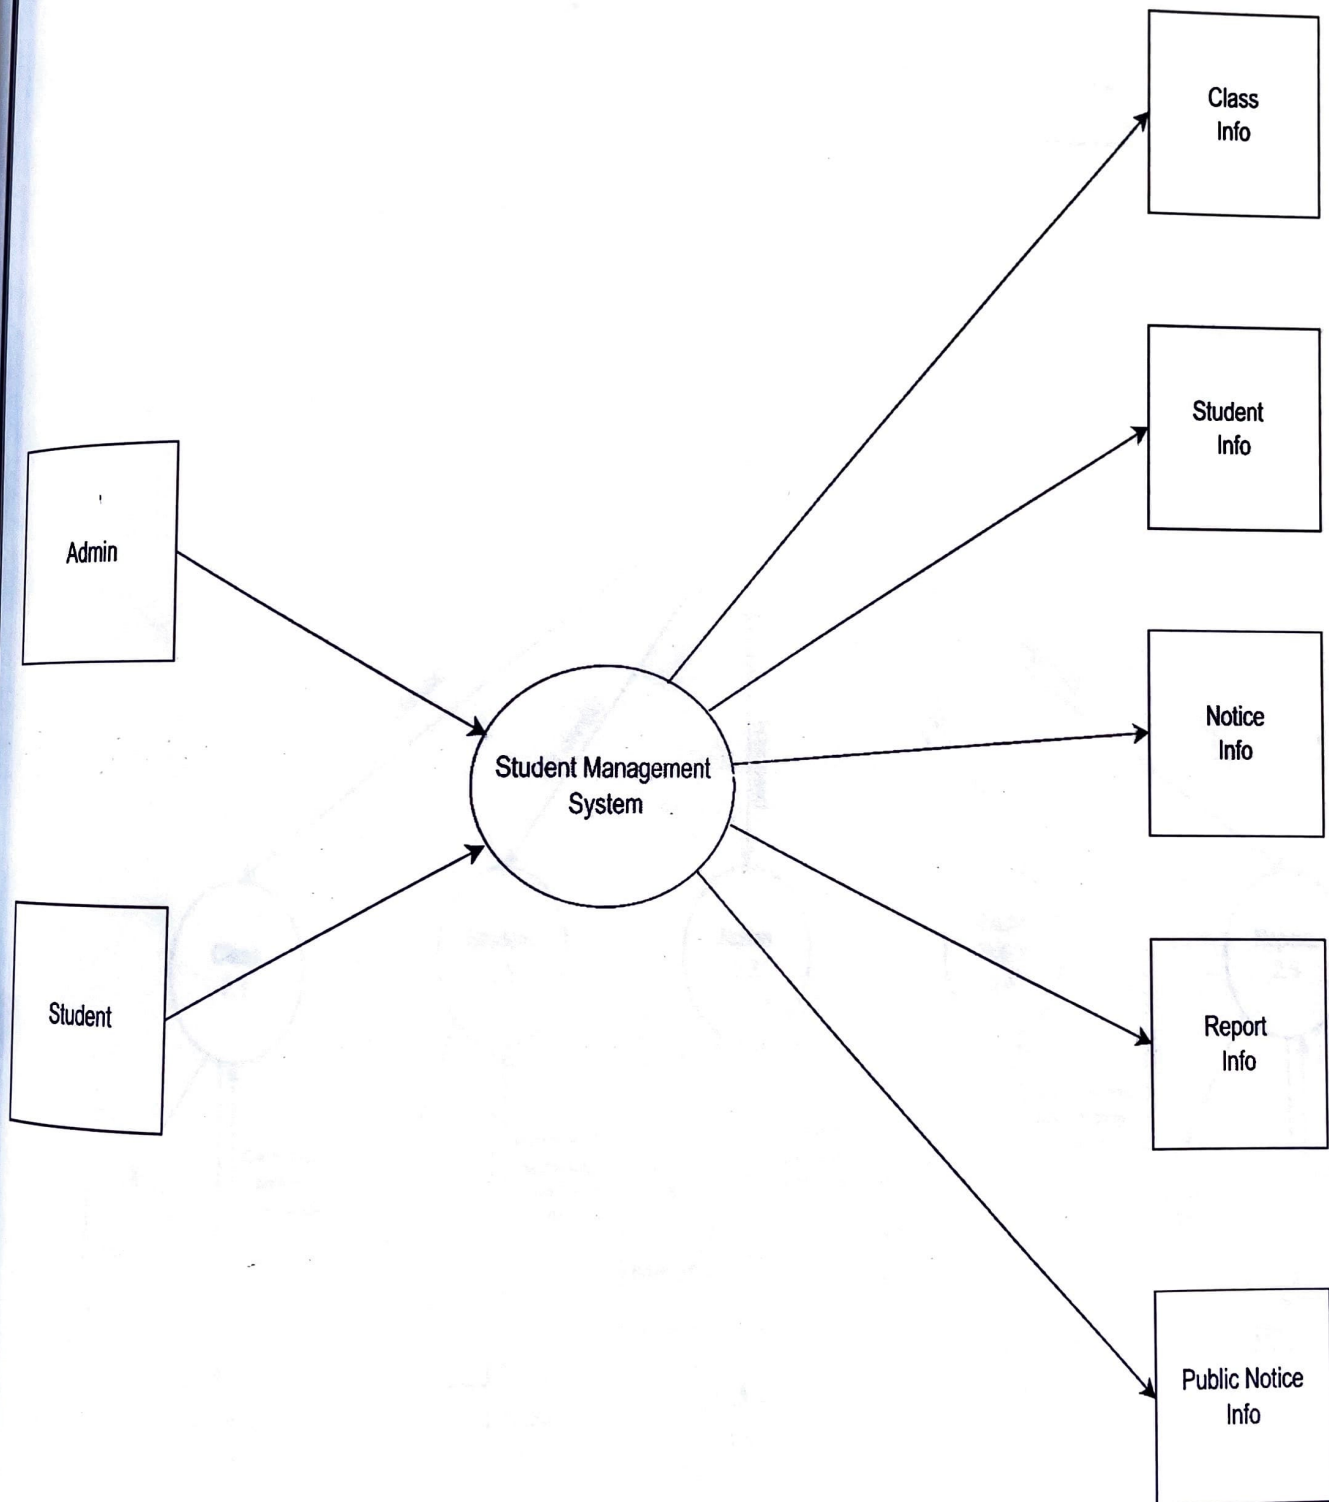 Class
Info
Student
Info
Admin
Notice
Info
Student Management
System
Student
Report
Info
Public Notice
Info